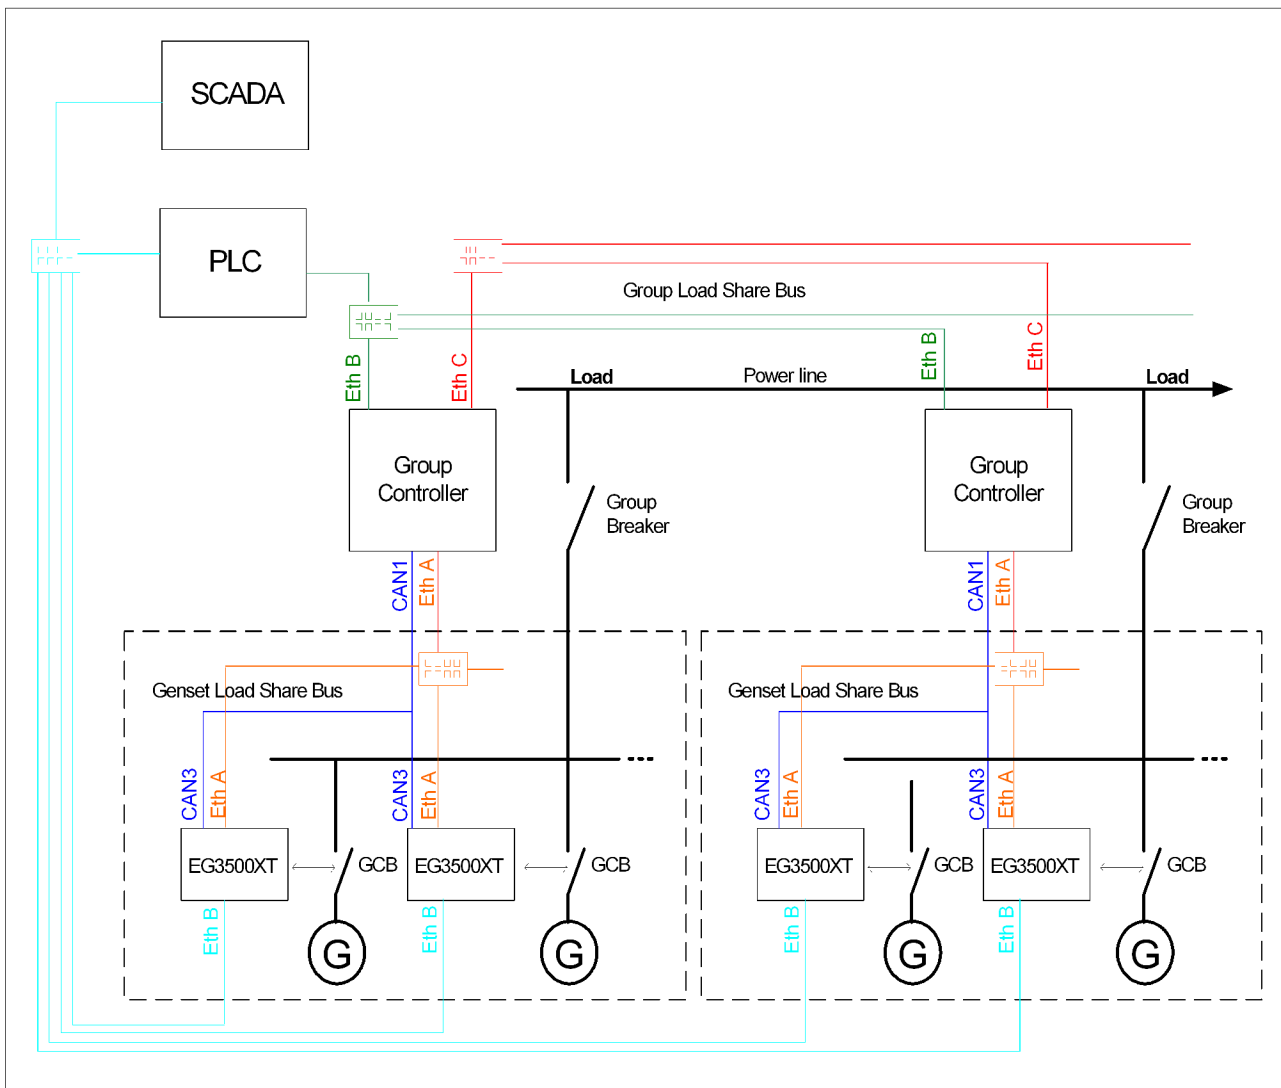 SCADA
PLC
Group Load Share Bus
Eth B
Eth C
Eth B
Eth C
Load
Power line
Load
Group
Controller
Group
Controller
Group
Breaker
Group
Breaker
CAN1
Eth A
CAN1
Eth A
Genset Load Share Bus
Genset Load Share Bus
CAN3
Eth A
CAN3
Eth A
CAN3
Eth A
CAN3
Eth A
EG3500XT
GCB
EG3500XT
GCB
EG3500XT
GCB
EG3500XT
GCB
Eth B
G
Eth B
G
Eth B
G
Eth B
G